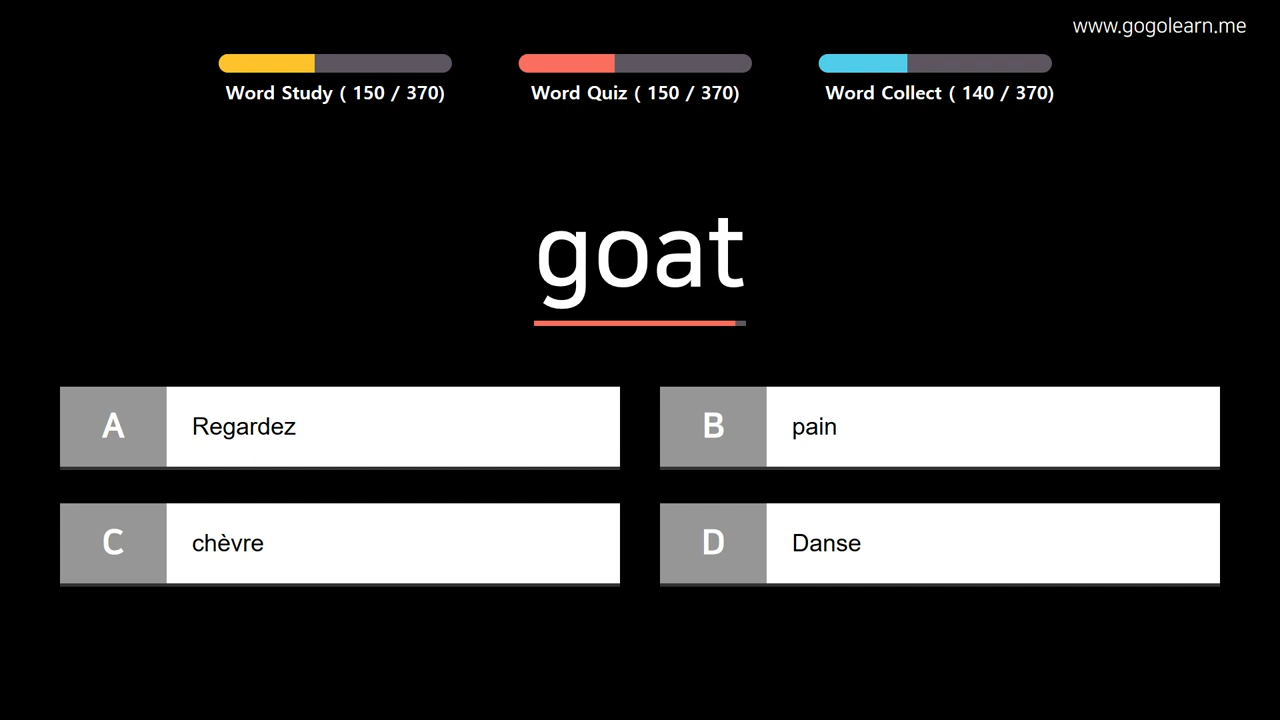 www.gogolearn.me
Word Study ( 150 / 370)
Word Quiz ( 150 / 370)
Word Collect ( 140 / 370)
goat
A Regardez
B pain
C chèvre
D Danse